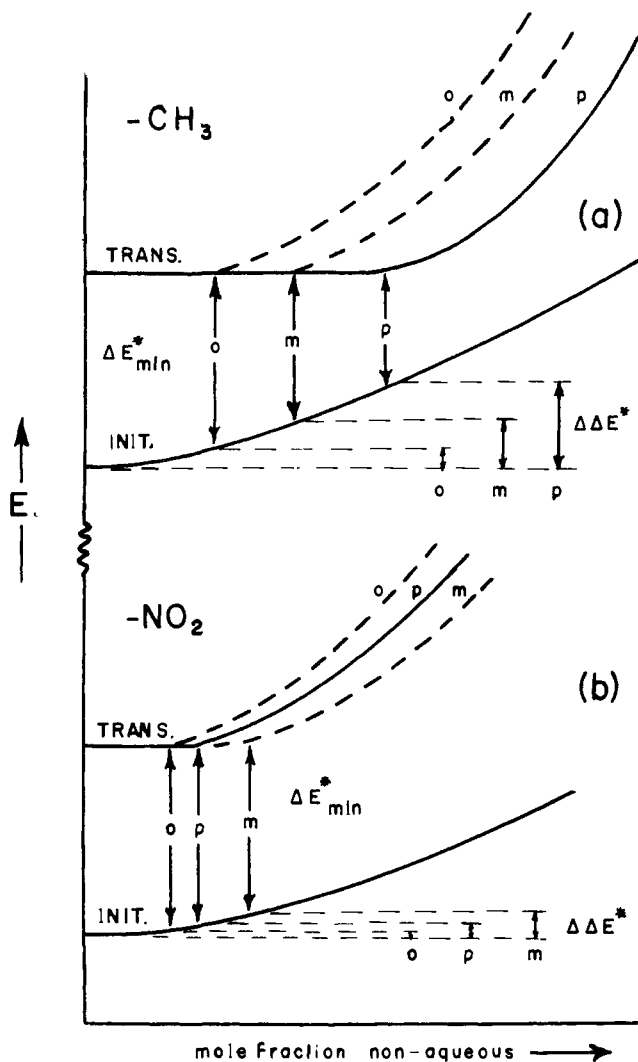 -CH₃
o m p
(a)
TRANS.
ΔE*min
o
m
p
INIT.
ΔΔE*
o m p
E.
-NO₂
o p m
(b)
TRANS.
ΔE*min
o p m
INIT.
ΔΔE*
o p m
mole fraction non-aqueous